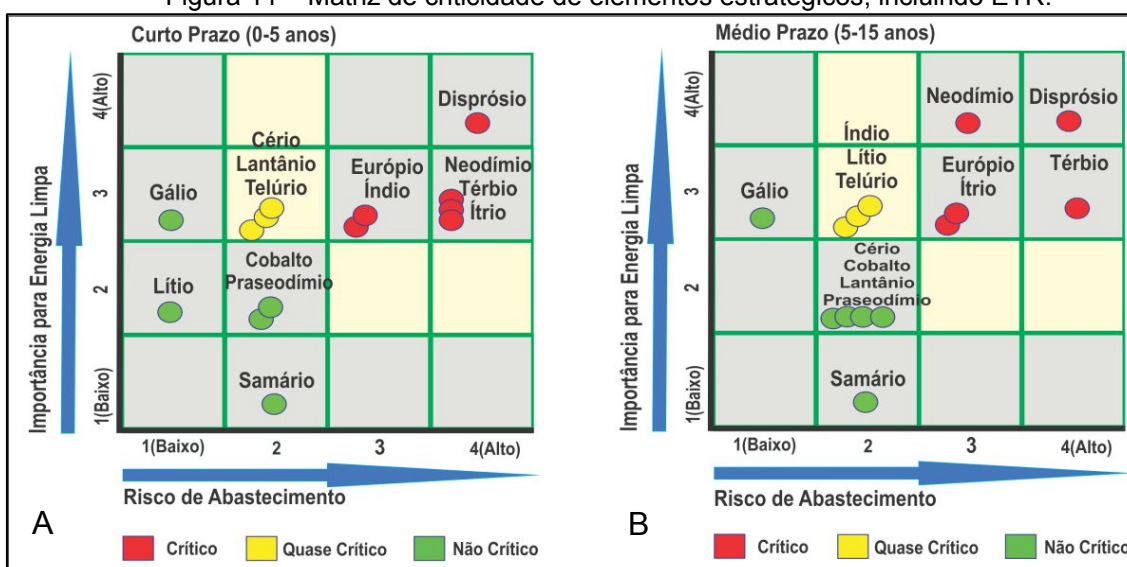 Figura 11 – Matriz de criticidade de elementos estratégicos, incluindo ETR.
Curto Prazo (0-5 anos)
Importância para Energia Limpa
4(Alto)
3
2
1(Baixo)
Disprósio
Gálio
Cério
Lantânio
Telúrio
Európio
Índio
Neodímio
Térbio
Ítrio
Lítio
Cobalto
Praseodímio
Samário
1(Baixo)
2
3
4(Alto)
Risco de Abastecimento
A
Crítico
Quase Crítico
Não Crítico
Médio Prazo (5-15 anos)
Importância para Energia Limpa
4(Alto)
3
2
1(Baixo)
Neodímio
Disprósio
Gálio
Índio
Lítio
Telúrio
Európio
Ítrio
Térbio
Cério
Cobalto
Lantânio
Praseodímio
Samário
1(Baixo)
2
3
4(Alto)
Risco de Abastecimento
B
Crítico
Quase Crítico
Não Crítico